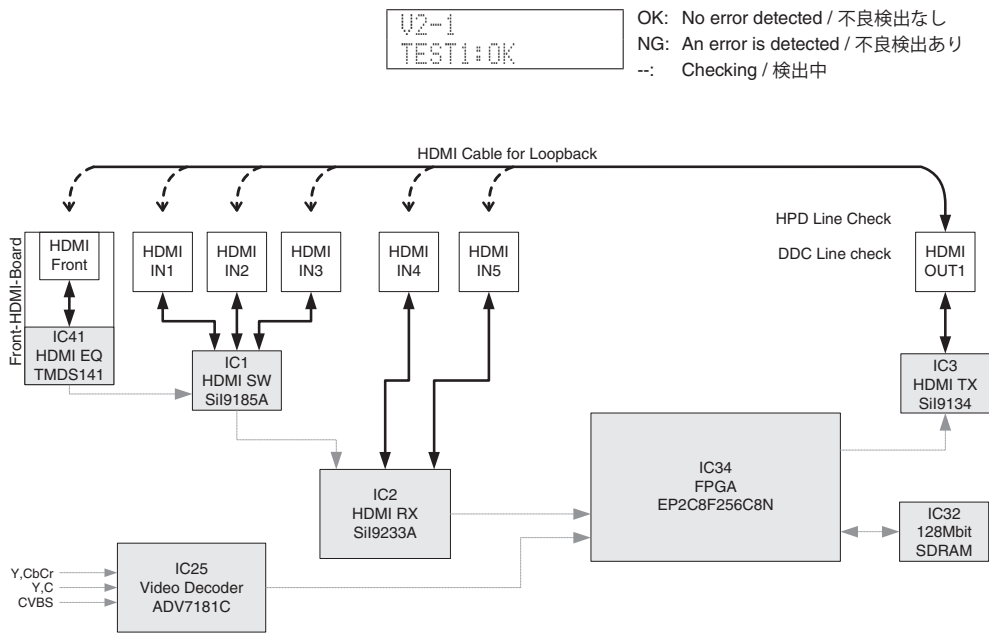 V2-1
TEST1:OK
OK: No error detected / 不良検出なし
NG: An error is detected / 不良検出あり
--: Checking / 検出中
HDMI Cable for Loopback
HPD Line Check
DDC Line check
Front-HDMI-Board
HDMI
Front
HDMI
IN1
HDMI
IN2
HDMI
IN3
HDMI
IN4
HDMI
IN5
HDMI
OUT1
IC41
HDMI EQ
TMDS141
IC1
HDMI SW
SiI9185A
IC3
HDMI TX
SiI9134
IC2
HDMI RX
SiI9233A
IC34
FPGA
EP2C8F256C8N
IC32
128Mbit
SDRAM
Y,CbCr
Y,C
CVBS
IC25
Video Decoder
ADV7181C